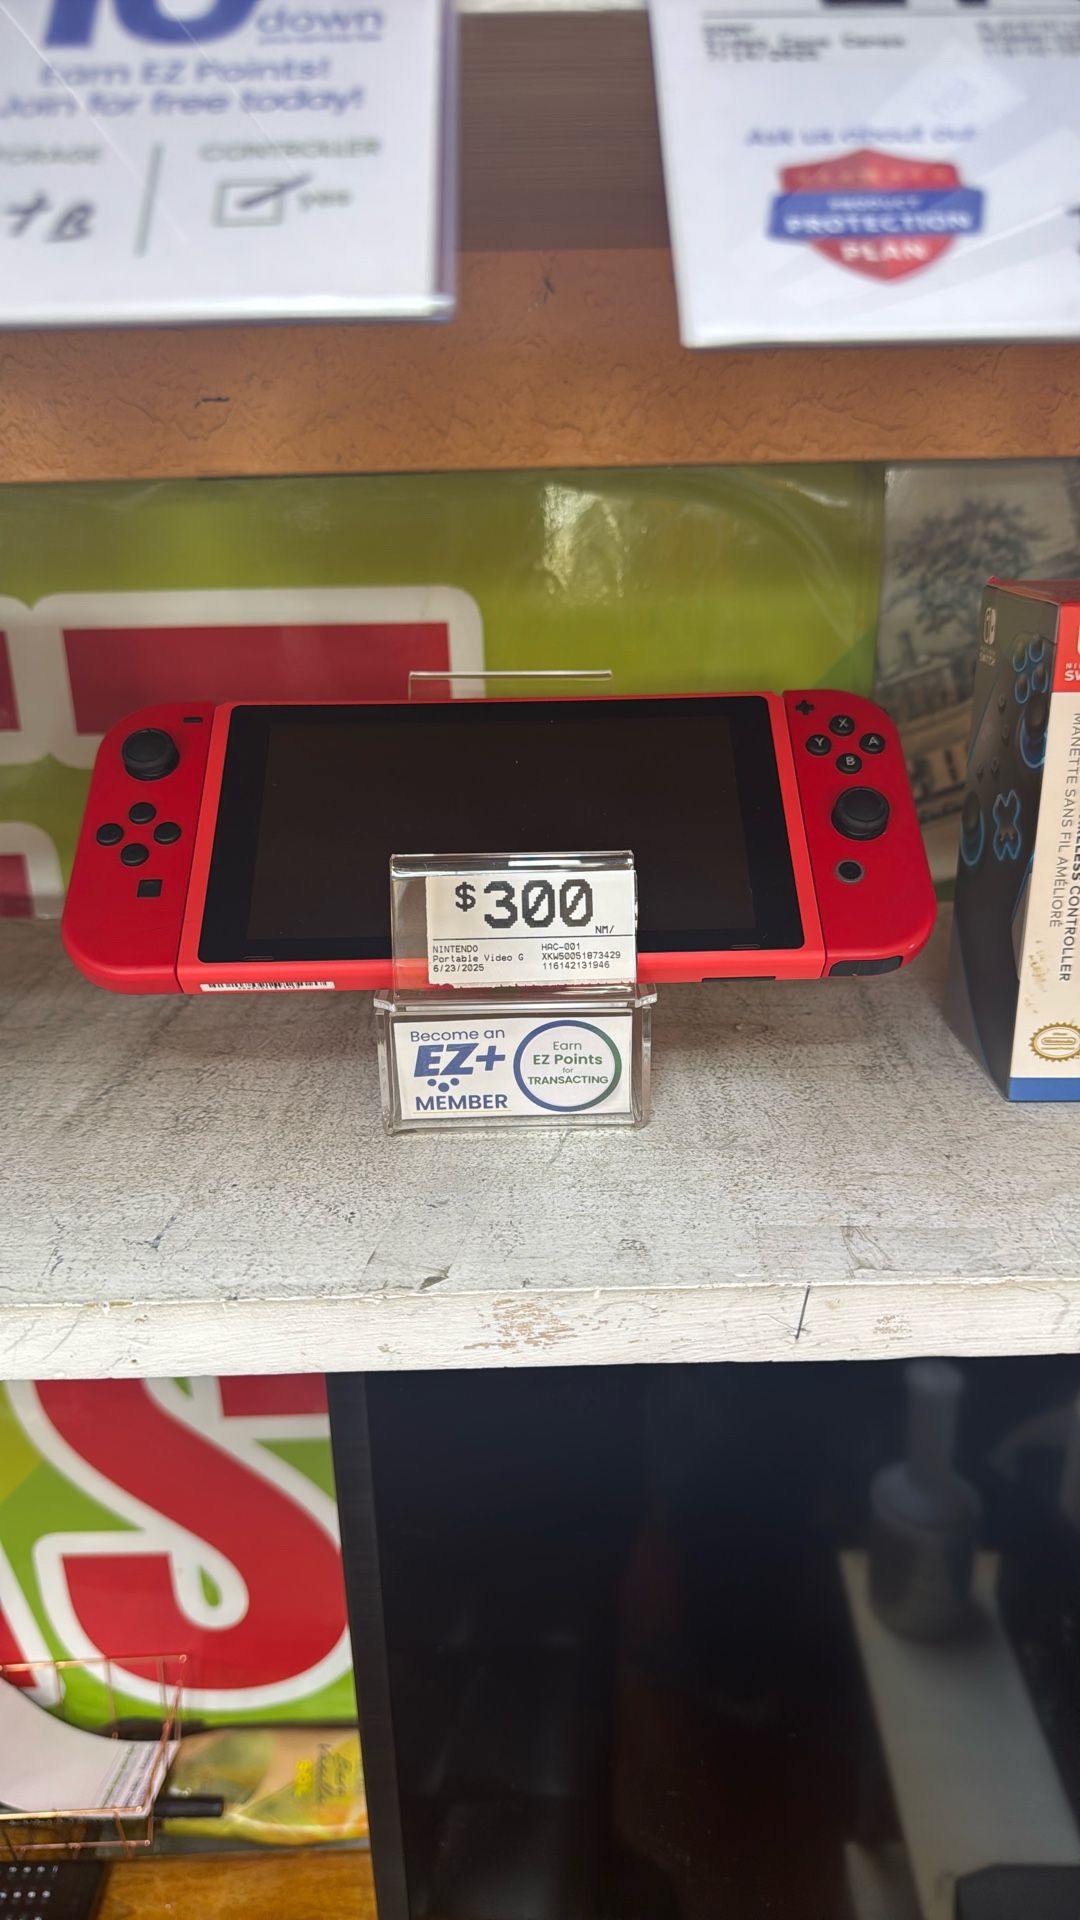 down
Earn EZ Points!
Join for free today!
CONTROLLER
yes
Ask us about our
PRODUCT
PROTECTION
PLAN
X
Y A
B
$300
NM/
NINTENDO HAC-001
Portable Video G XKW50051873429
6/23/2025 116142131946
Become an
EZ+
MEMBER
Earn
EZ Points
for
TRANSACTING
MANETTE SANS FIL AMÉLIORÉ
CONTROLLER